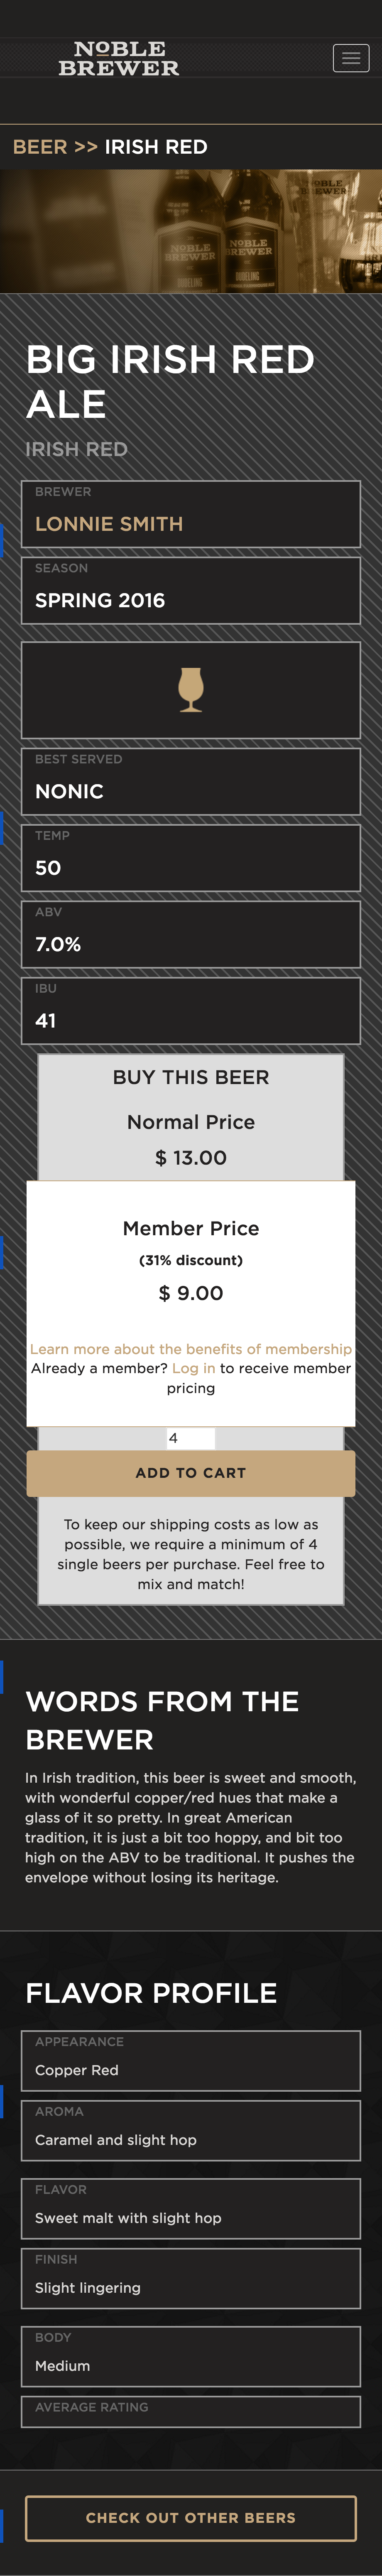 NOBLE
BREWER
BEER >> IRISH RED
NOBLE
BREWER
NOBLE
BREWER
NOBLE
BREWER
DUBELING
DUBELING
BIG IRISH RED
ALE
IRISH RED
BREWER
LONNIE SMITH
SEASON
SPRING 2016
BEST SERVED
NONIC
TEMP
50
ABV
7.0%
IBU
41
BUY THIS BEER
Normal Price
$ 13.00
Member Price
(31% discount)
$ 9.00
Learn more about the benefits of membership
Already a member? Log in to receive member
pricing
4
ADD TO CART
To keep our shipping costs as low as
possible, we require a minimum of 4
single beers per purchase. Feel free to
mix and match!
WORDS FROM THE
BREWER
In Irish tradition, this beer is sweet and smooth,
with wonderful copper/red hues that make a
glass of it so pretty. In great American
tradition, it is just a bit too hoppy, and bit too
high on the ABV to be traditional. It pushes the
envelope without losing its heritage.
FLAVOR PROFILE
APPEARANCE
Copper Red
AROMA
Caramel and slight hop
FLAVOR
Sweet malt with slight hop
FINISH
Slight lingering
BODY
Medium
AVERAGE RATING
CHECK OUT OTHER BEERS